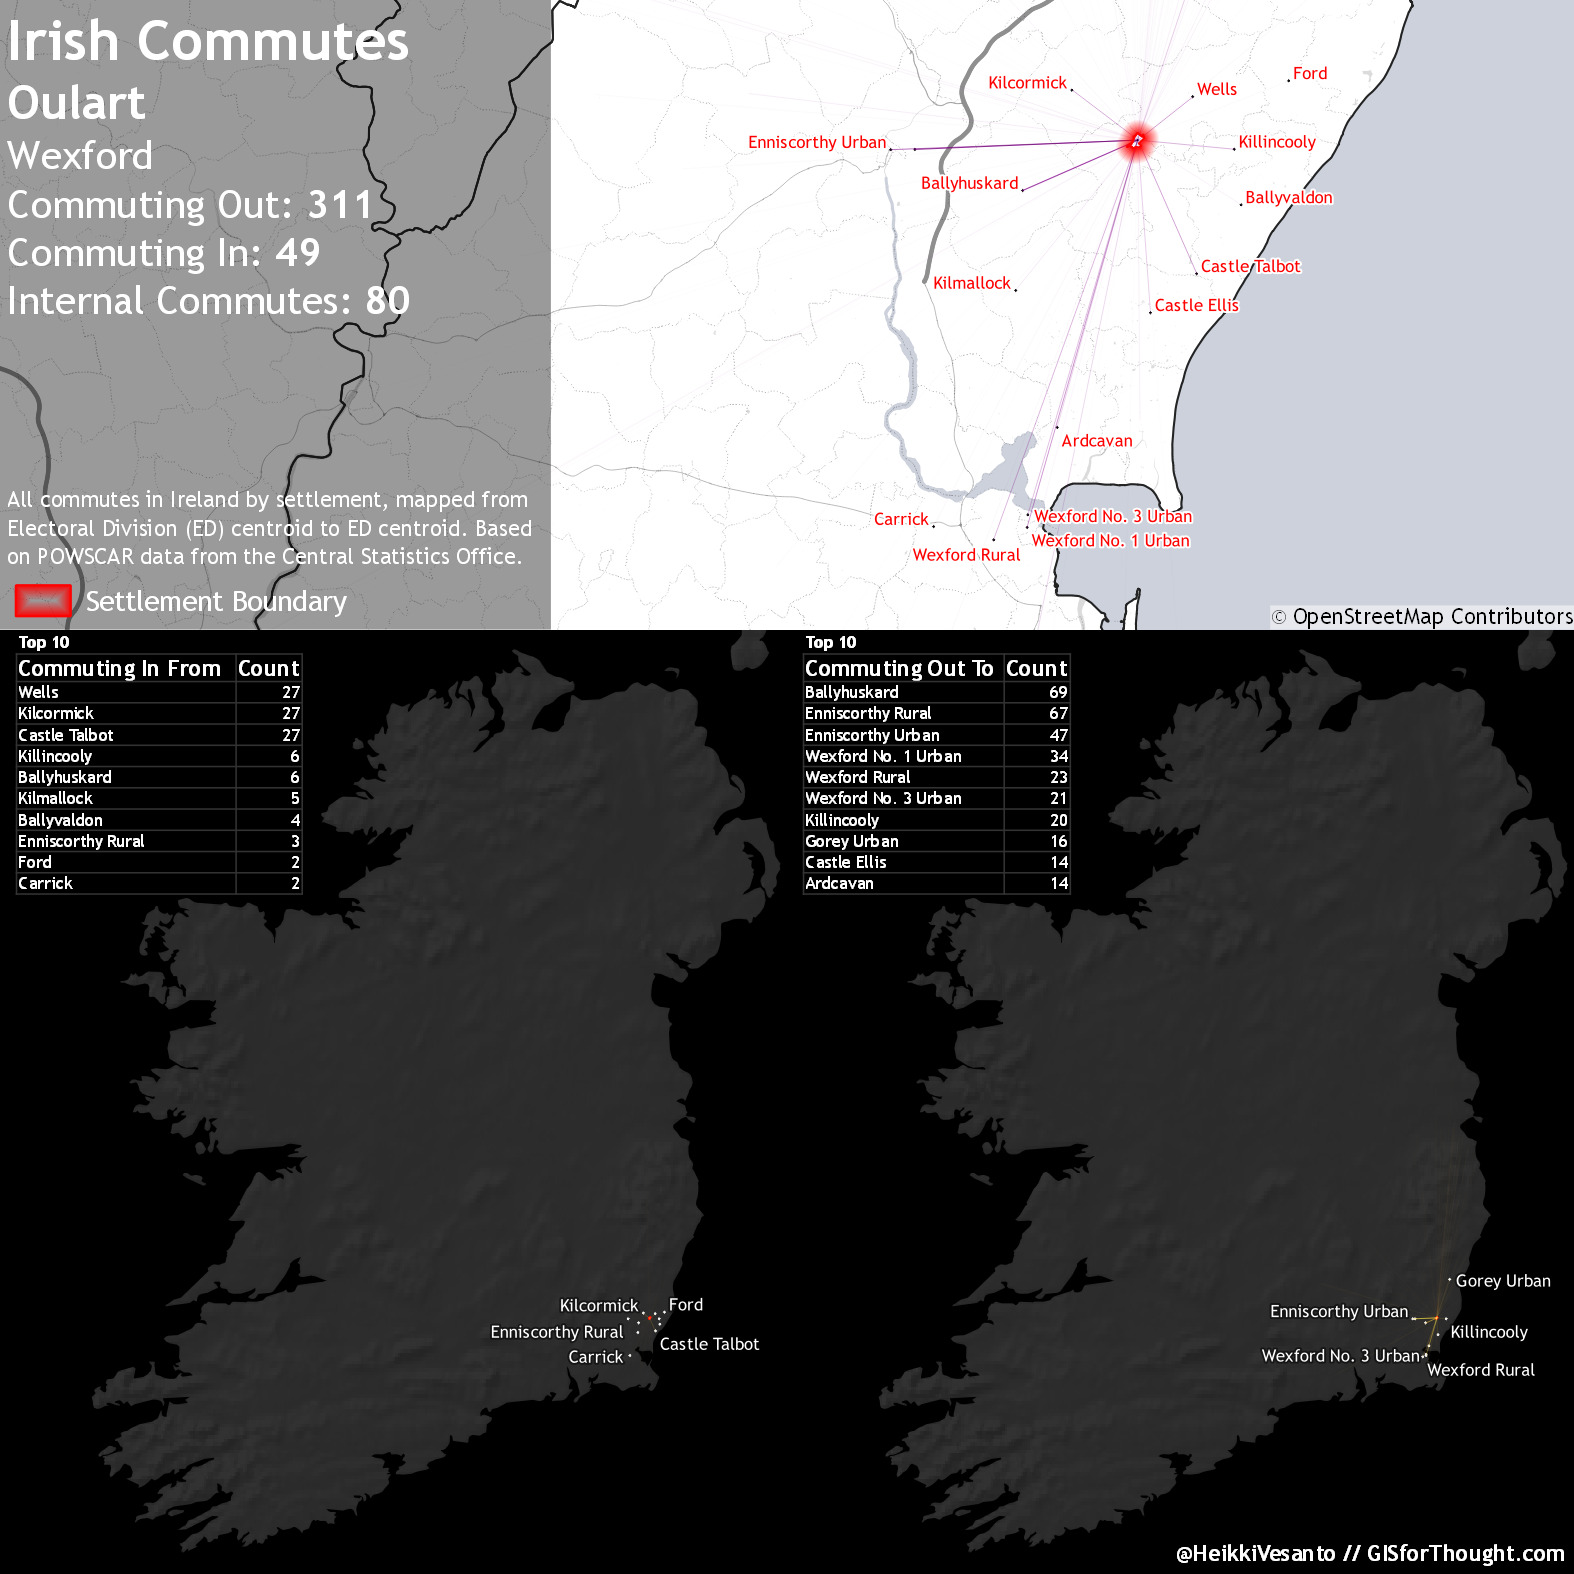 Irish Commutes
Oulart
Wexford
Commuting Out: 311
Commuting In: 49
Internal Commutes: 80
All commutes in Ireland by settlement, mapped from
Electoral Division (ED) centroid to ED centroid. Based
on POWSCAR data from the Central Statistics Office.
Settlement Boundary
Ford
Kilcormick
Wells
Enniscorthy Urban
Killincooly
Ballyhuskard
Ballyvaldon
Castle Talbot
Kilmallock
Castle Ellis
Ardcavan
Carrick
Wexford No. 3 Urban
Wexford No. 1 Urban
Wexford Rural
© OpenStreetMap Contributors
Top 10
Commuting In From Count
Wells 27
Kilcormick 27
Castle Talbot 27
Killincooly 6
Ballyhuskard 6
Kilmallock 5
Ballyvaldon 4
Enniscorthy Rural 3
Ford 2
Carrick 2
Top 10
Commuting Out To Count
Ballyhuskard 69
Enniscorthy Rural 67
Enniscorthy Urban 47
Wexford No. 1 Urban 34
Wexford Rural 23
Wexford No. 3 Urban 21
Killincooly 20
Gorey Urban 16
Castle Ellis 14
Ardcavan 14
Kilcormick
Ford
Enniscorthy Rural
Castle Talbot
Carrick
Gorey Urban
Enniscorthy Urban
Killincooly
Wexford No. 3 Urban
Wexford Rural
@HeikkiVesanto // GISforThought.com